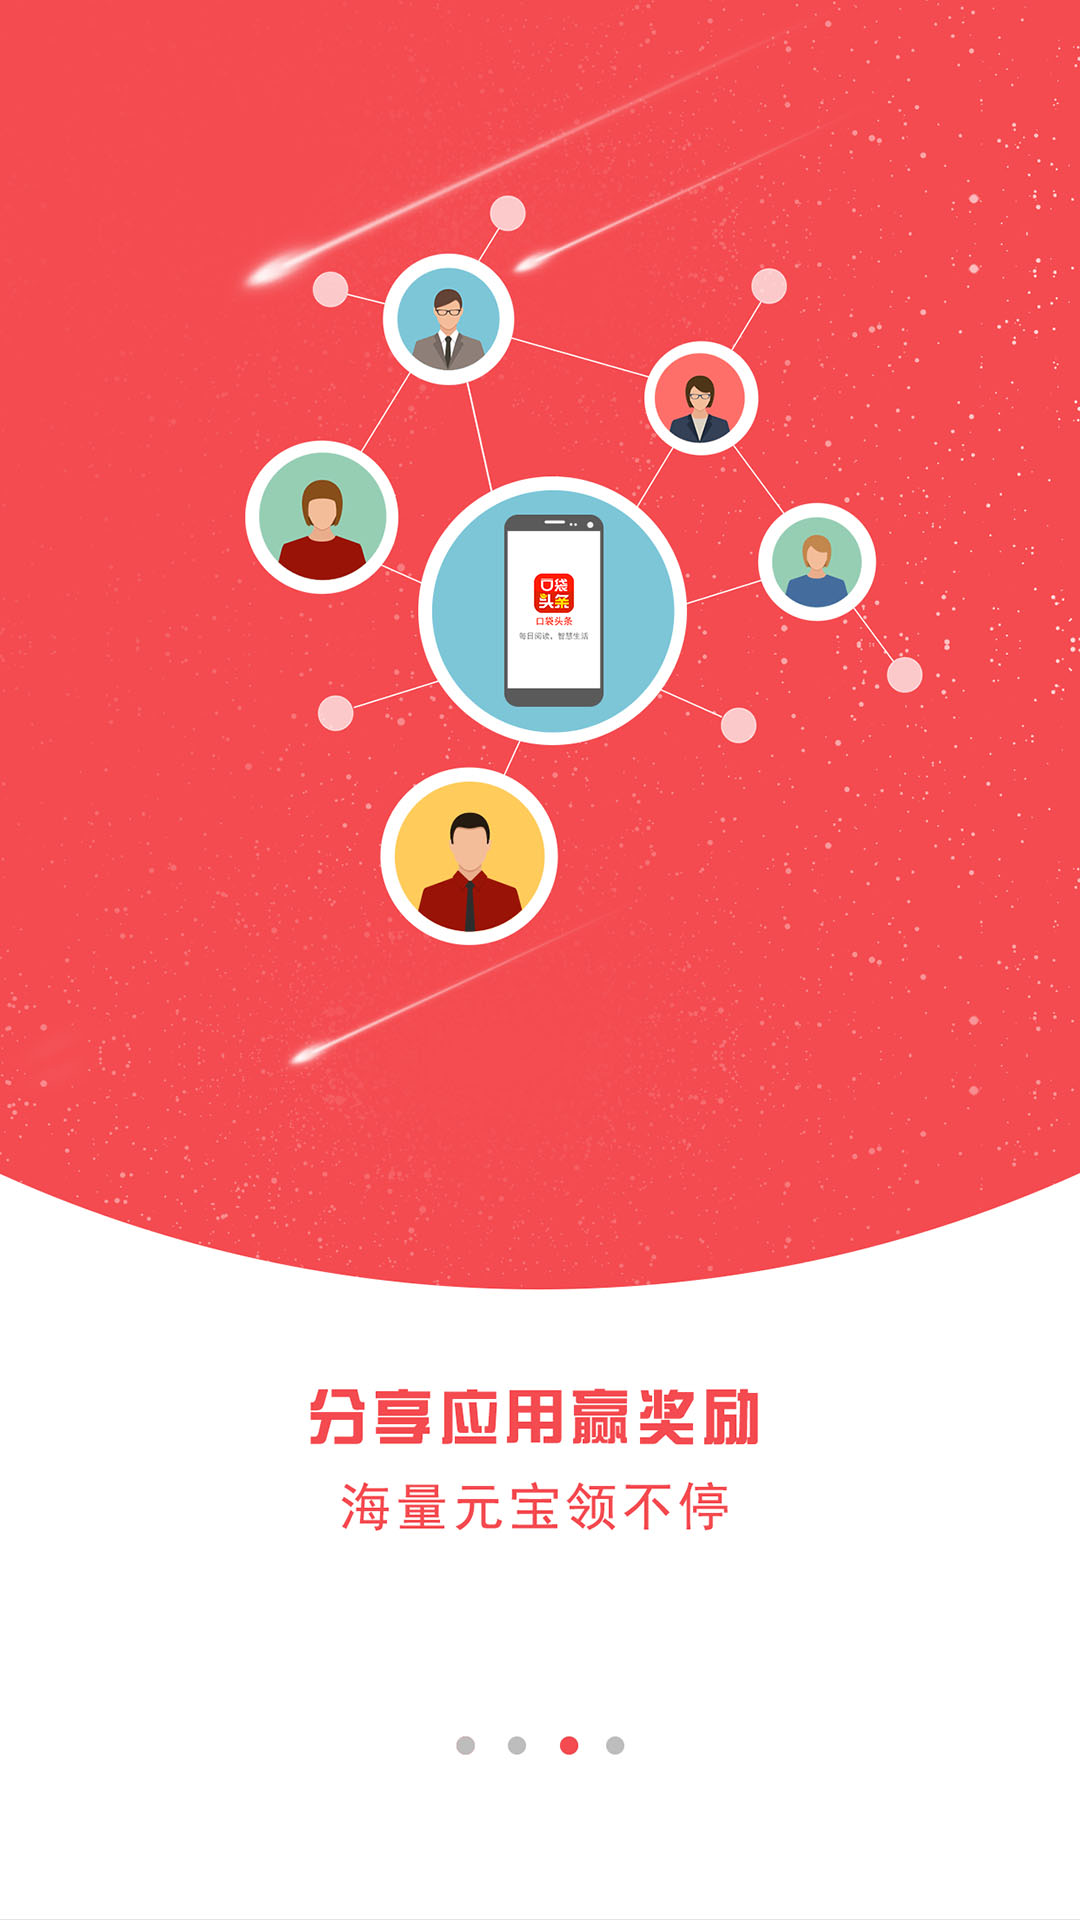 口袋
头条
口袋头条
每日阅读，智慧生活
分享应用赢奖励
海量元宝领不停